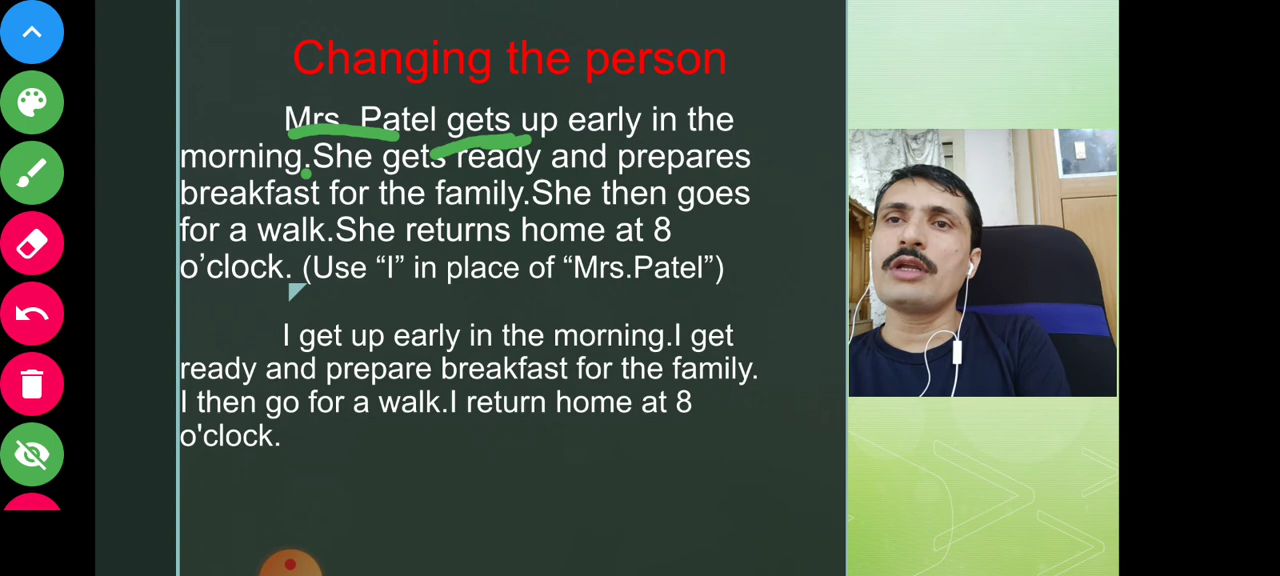 Changing the person
Mrs. Patel gets up early in the
morning.She gets ready and prepares
breakfast for the family.She then goes
for a walk.She returns home at 8
o’clock. (Use “I” in place of “Mrs.Patel”)
I get up early in the morning.I get
ready and prepare breakfast for the family.
I then go for a walk.I return home at 8
o'clock.